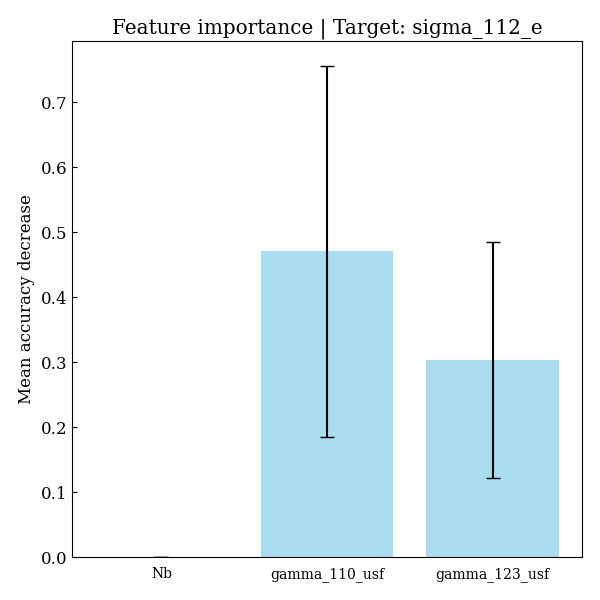 Feature importance | Target: sigma_112_e
Mean accuracy decrease
0.7
0.6
0.5
0.4
0.3
0.2
0.1
0.0
Nb
gamma_110_usf
gamma_123_usf